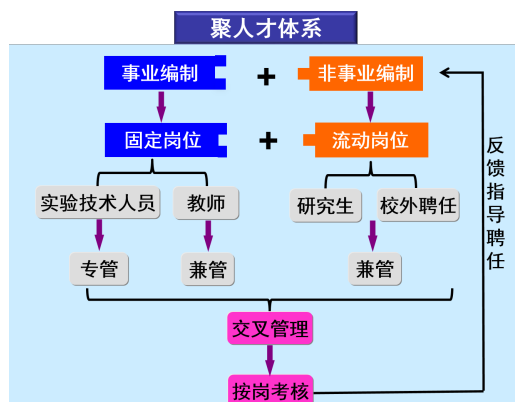 聚人才体系
事业编制 + 非事业编制
固定岗位 + 流动岗位
实验技术人员 教师 研究生 校外聘任
专管 兼管 兼管
交叉管理
按岗考核
反馈指导聘任